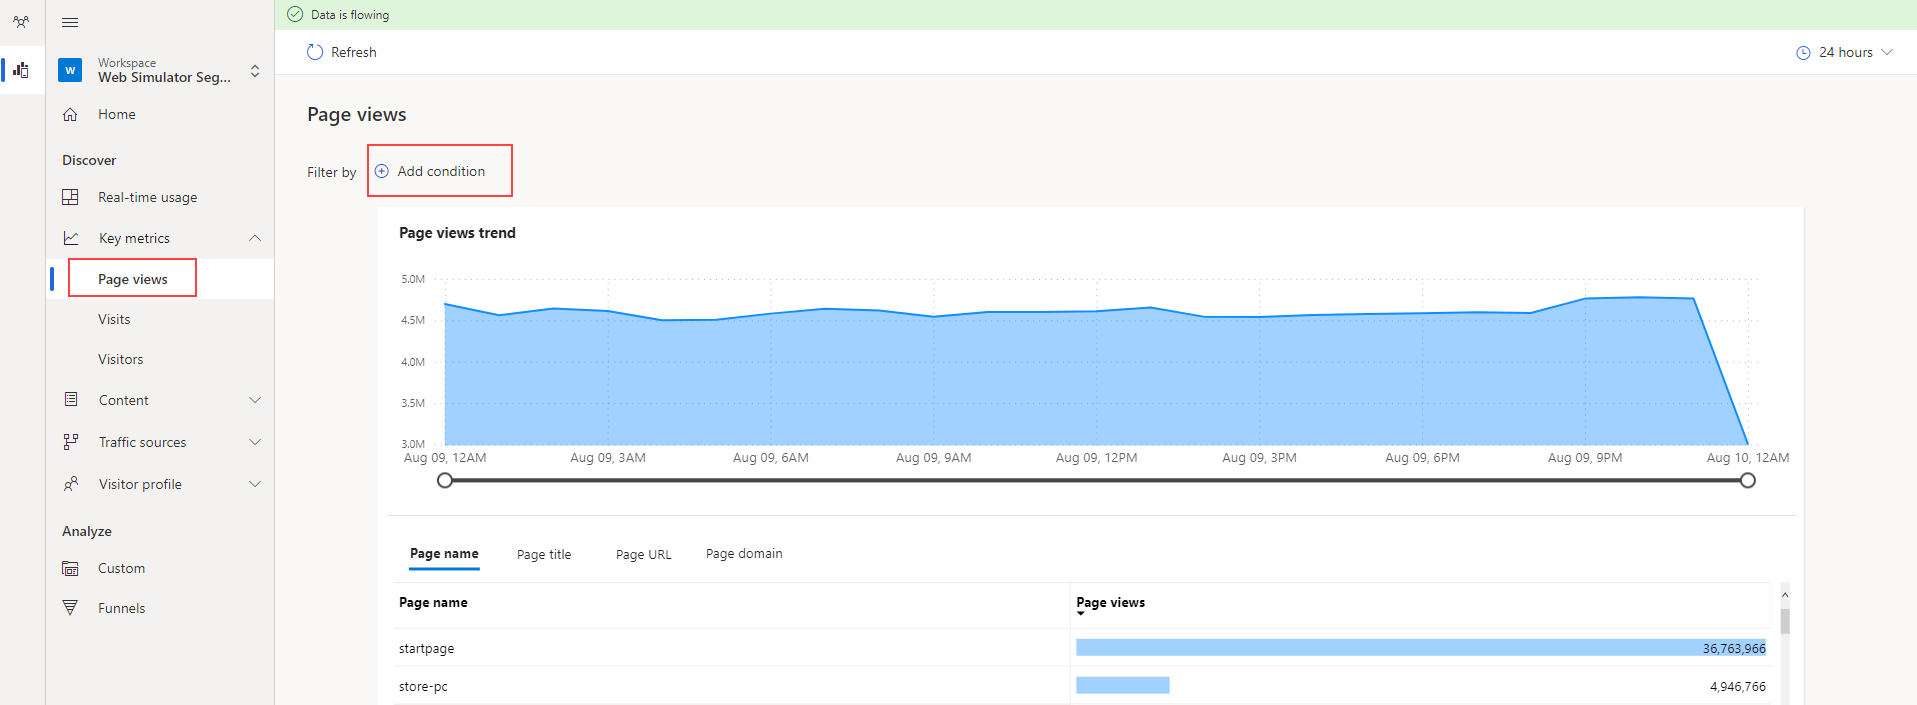 Data is flowing
Refresh
24 hours
W
Workspace
Web Simulator Seg...
Home
Discover
Real-time usage
Key metrics
Page views
Visits
Visitors
Content
Traffic sources
Visitor profile
Analyze
Custom
Funnels
Page views
Filter by
Add condition
Page views trend
5.0M
4.5M
4.0M
3.5M
3.0M
Aug 09, 12AM Aug 09, 3AM Aug 09, 6AM Aug 09, 9AM Aug 09, 12PM Aug 09, 3PM Aug 09, 6PM Aug 09, 9PM Aug 10, 12AM
Page name Page title Page URL Page domain
Page name Page views
startpage 36,763,966
store-pc 4,946,766